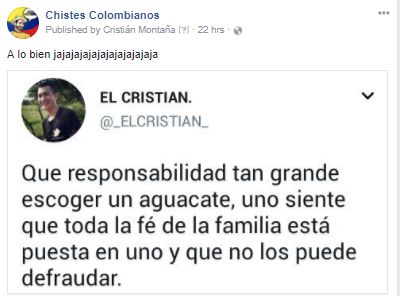 Chistes Colombianos
Published by Cristián Montaña [?] · 22 hrs ·
A lo bien jajajajajajajajajajajaja
EL CRISTIAN.
@_ELCRISTIAN_
Que responsabilidad tan grande
escoger un aguacate, uno siente
que toda la fé de la familia está
puesta en uno y que no los puede
defraudar.